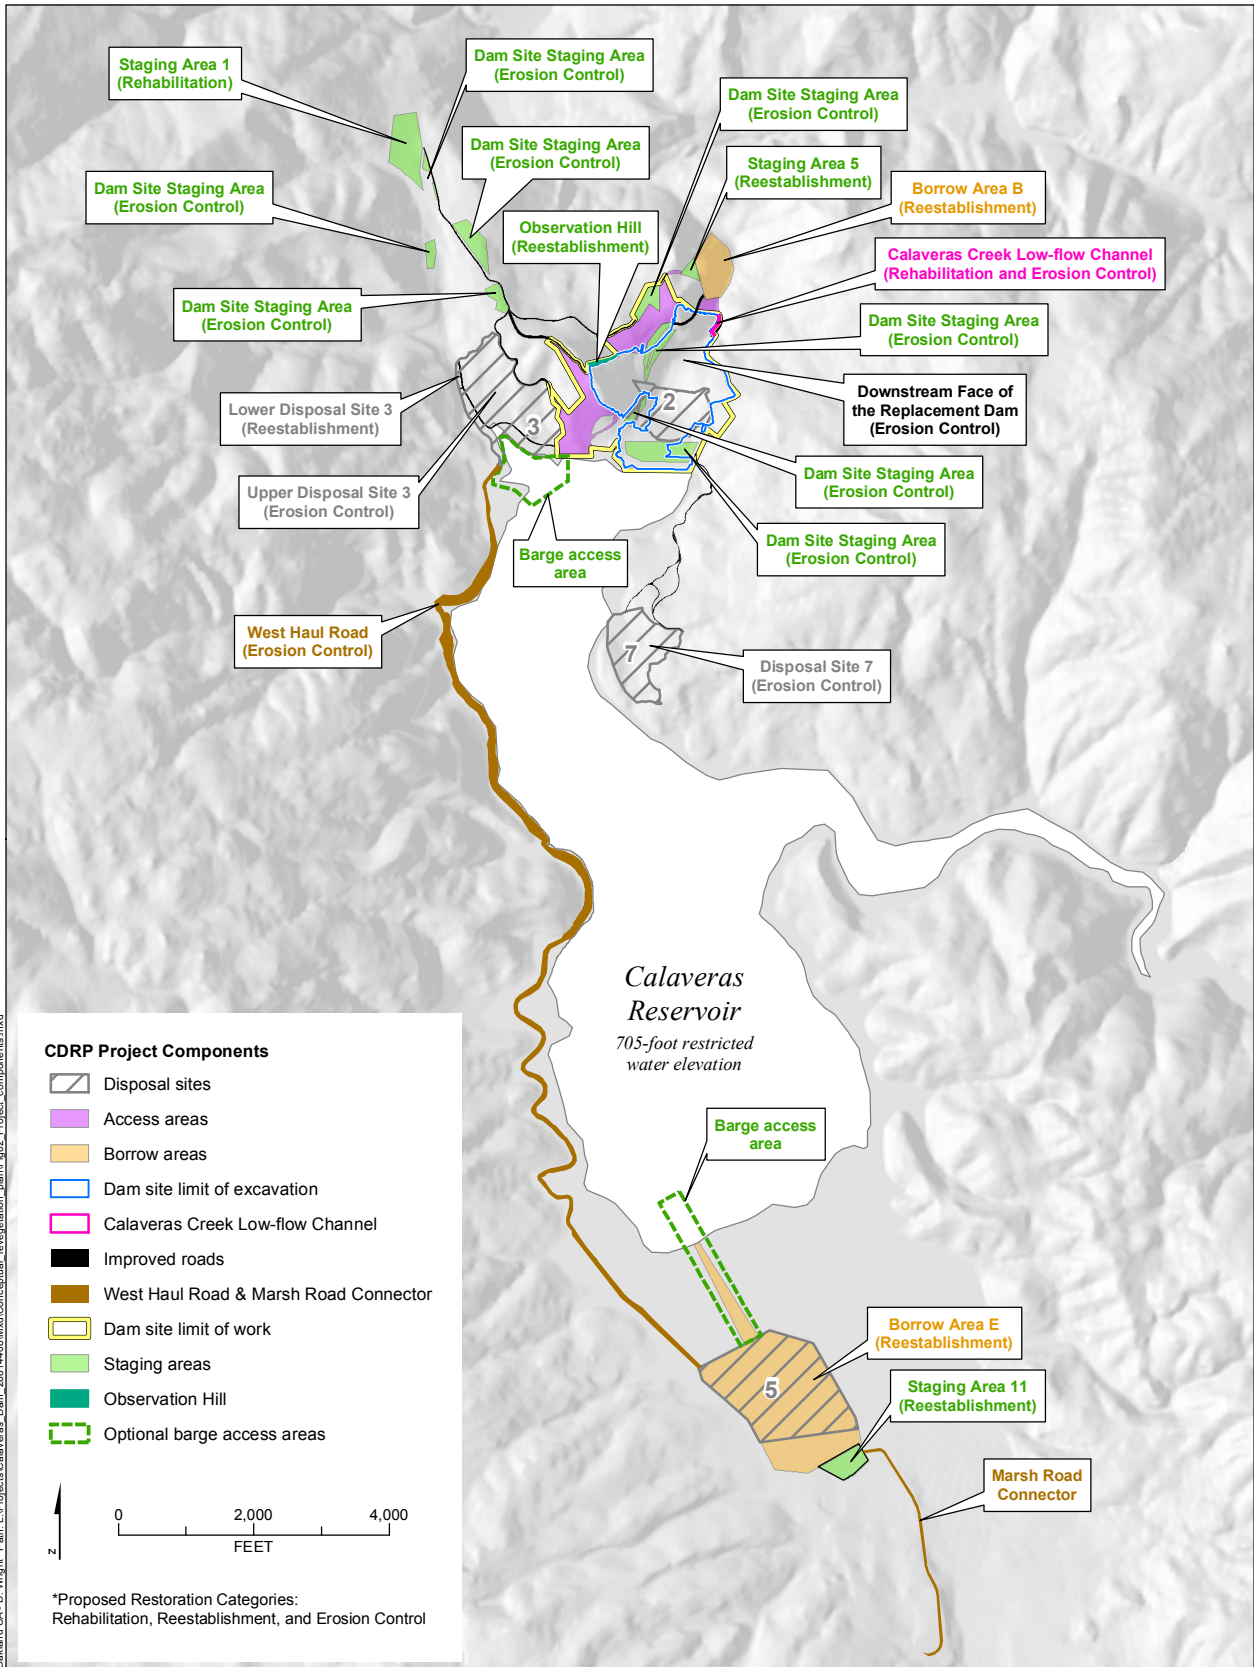 Staging Area 1
(Rehabilitation)
Dam Site Staging Area
(Erosion Control)
Dam Site Staging Area
(Erosion Control)
Dam Site Staging Area
(Erosion Control)
Staging Area 5
(Reestablishment)
Dam Site Staging Area
(Erosion Control)
Borrow Area B
(Reestablishment)
Observation Hill
(Reestablishment)
Calaveras Creek Low-flow Channel
(Rehabilitation and Erosion Control)
Dam Site Staging Area
(Erosion Control)
Dam Site Staging Area
(Erosion Control)
Lower Disposal Site 3
(Reestablishment)
3
2
Downstream Face of
the Replacement Dam
(Erosion Control)
Upper Disposal Site 3
(Erosion Control)
Dam Site Staging Area
(Erosion Control)
Barge access
area
Dam Site Staging Area
(Erosion Control)
West Haul Road
(Erosion Control)
7
Disposal Site 7
(Erosion Control)
Calaveras
Reservoir
705-foot restricted
water elevation
Barge access
area
Borrow Area E
(Reestablishment)
5
Staging Area 11
(Reestablishment)
Marsh Road
Connector
CDRP Project Components
Disposal sites
Access areas
Borrow areas
Dam site limit of excavation
Calaveras Creek Low-flow Channel
Improved roads
West Haul Road & Marsh Road Connector
Dam site limit of work
Staging areas
Observation Hill
Optional barge access areas
z
0 2,000 4,000
FEET
*Proposed Restoration Categories:
Rehabilitation, Reestablishment, and Erosion Control